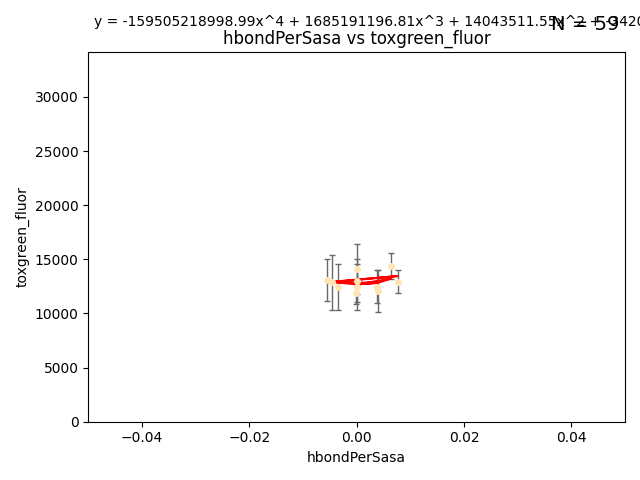 y = -159505218998.99x^4 + 1685191196.81x^3 + 14043511.55x^2 +
N = 59
hbondPerSasa vs toxgreen_fluor
30000
25000
20000
15000
10000
5000
0
toxgreen_fluor
−0.04 −0.02 0.00 0.02 0.04
hbondPerSasa